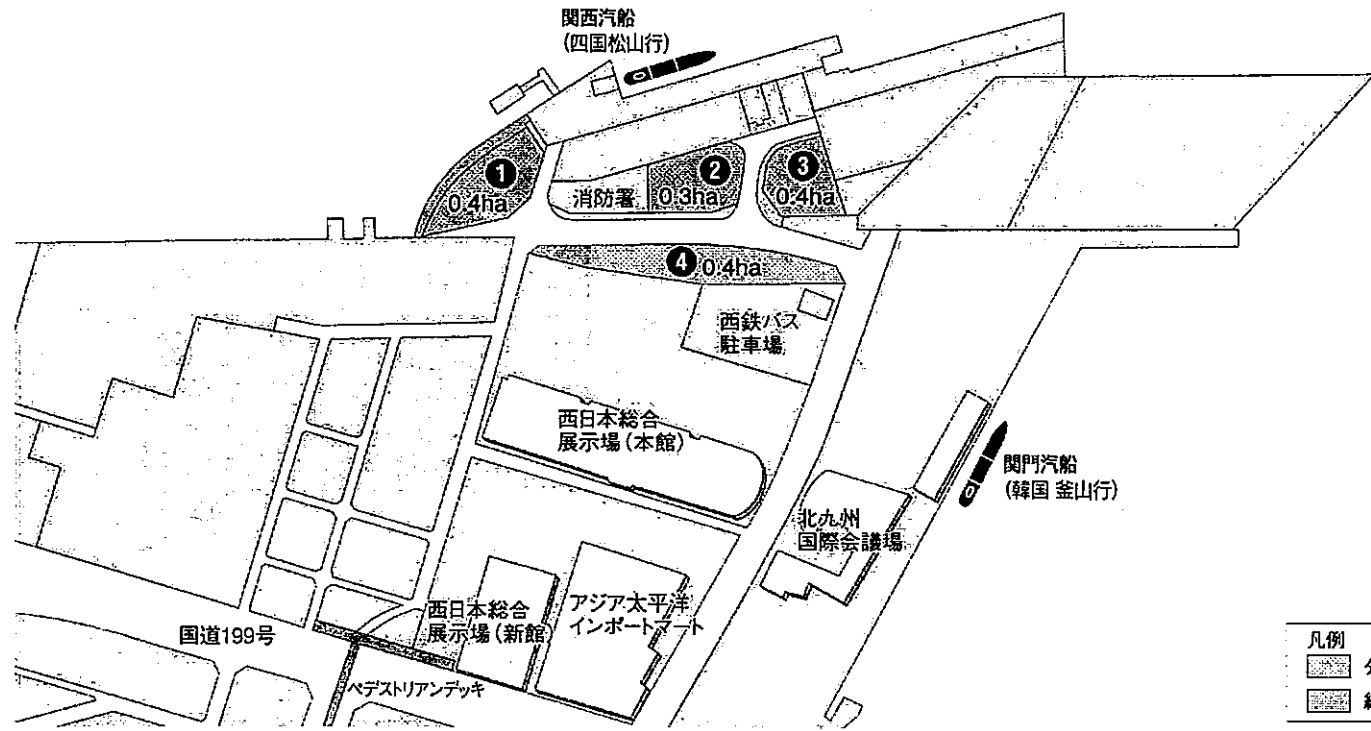 関西汽船
(四国松山行)
❶
0.4ha
消防署
❷
0.3ha
❸
0.4ha
❹ 0.4ha
西鉄バス
駐車場
西日本総合
展示場(本館)
関門汽船
(韓国 釜山行)
北九州
国際会議場
西日本総合
展示場(新館)
アジア太平洋
インポートマート
国道199号
ペデストリアンデッキ
凡例